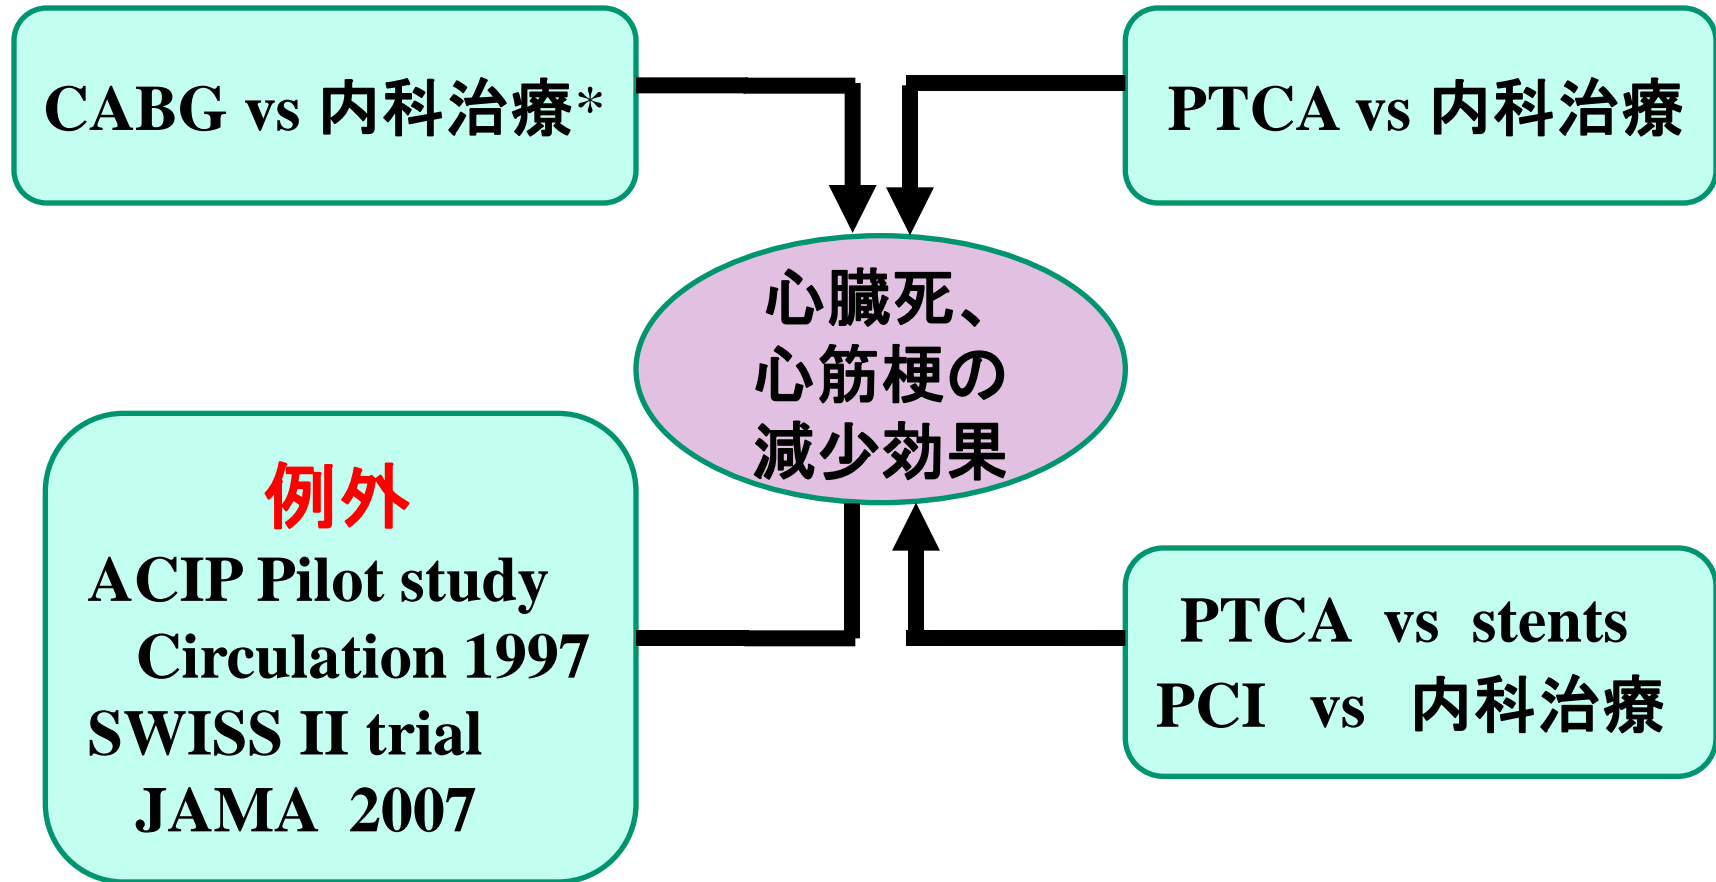 CABG vs 内科治療*
PTCA vs 内科治療
心臓死、
心筋梗の
減少効果
例外
ACIP Pilot study
Circulation 1997
SWISS II trial
JAMA 2007
PTCA vs stents
PCI vs 内科治療